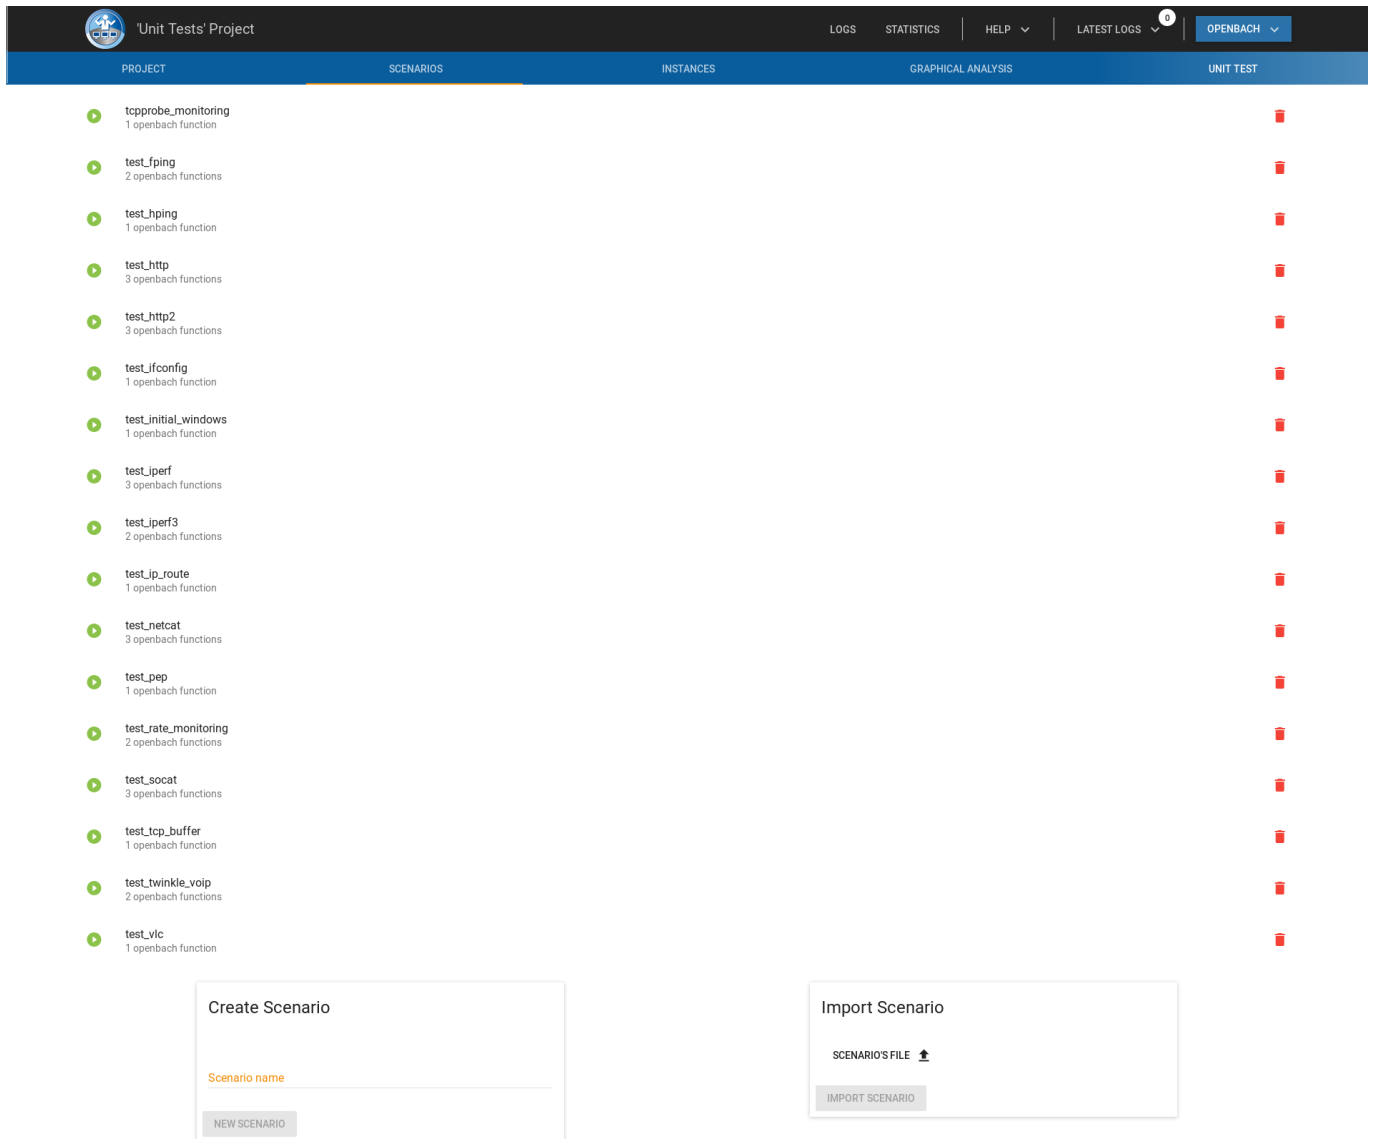 'Unit Tests' Project
LOGS
STATISTICS
HELP
LATEST LOGS
0
OPENBACH
PROJECT
SCENARIOS
INSTANCES
GRAPHICAL ANALYSIS
UNIT TEST
tcpprobe_monitoring
1 openbach function
test_fping
2 openbach functions
test_hping
1 openbach function
test_http
3 openbach functions
test_http2
3 openbach functions
test_ifconfig
1 openbach function
test_initial_windows
1 openbach function
test_iperf
3 openbach functions
test_iperf3
2 openbach functions
test_ip_route
1 openbach function
test_netcat
3 openbach functions
test_pep
1 openbach function
test_rate_monitoring
2 openbach functions
test_socat
3 openbach functions
test_tcp_buffer
1 openbach function
test_twinkle_voip
2 openbach functions
test_vlc
1 openbach function
Create Scenario
Scenario name
NEW SCENARIO
Import Scenario
SCENARIO'S FILE
IMPORT SCENARIO